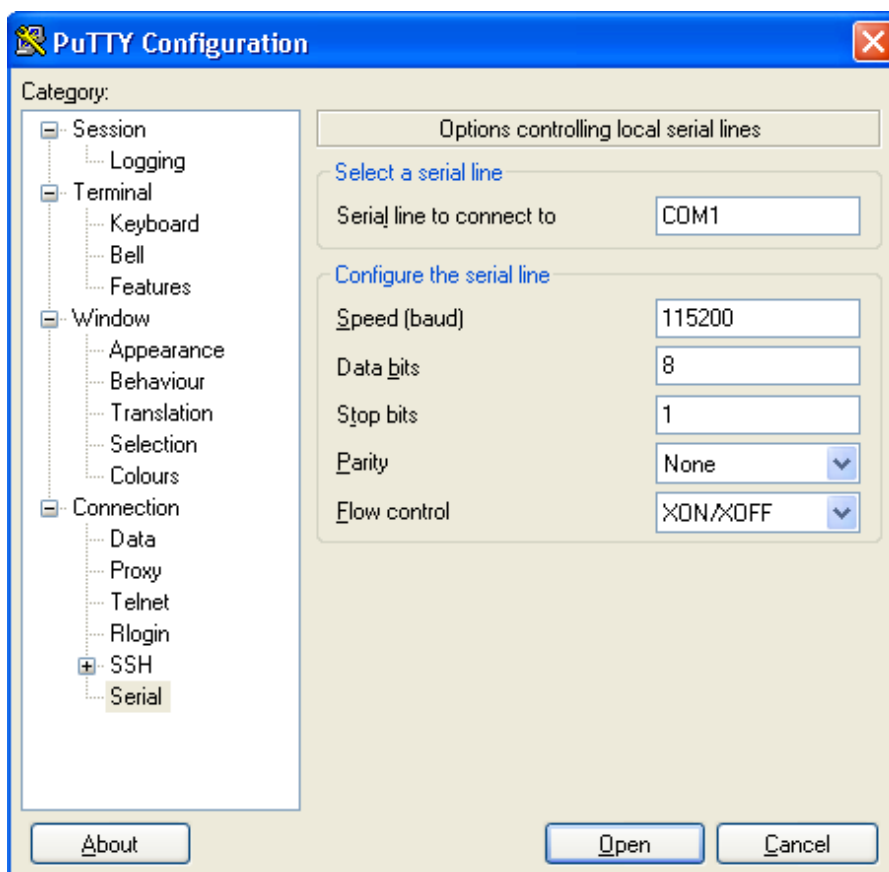 PuTTY Configuration
Category:
Session
Logging
Terminal
Keyboard
Bell
Features
Window
Appearance
Behaviour
Translation
Selection
Colours
Connection
Data
Proxy
Telnet
Rlogin
SSH
Serial
Options controlling local serial lines
Select a serial line
Serial line to connect to COM1
Configure the serial line
Speed (baud) 115200
Data bits 8
Stop bits 1
Parity None
Flow control XON/XOFF
About Open Cancel